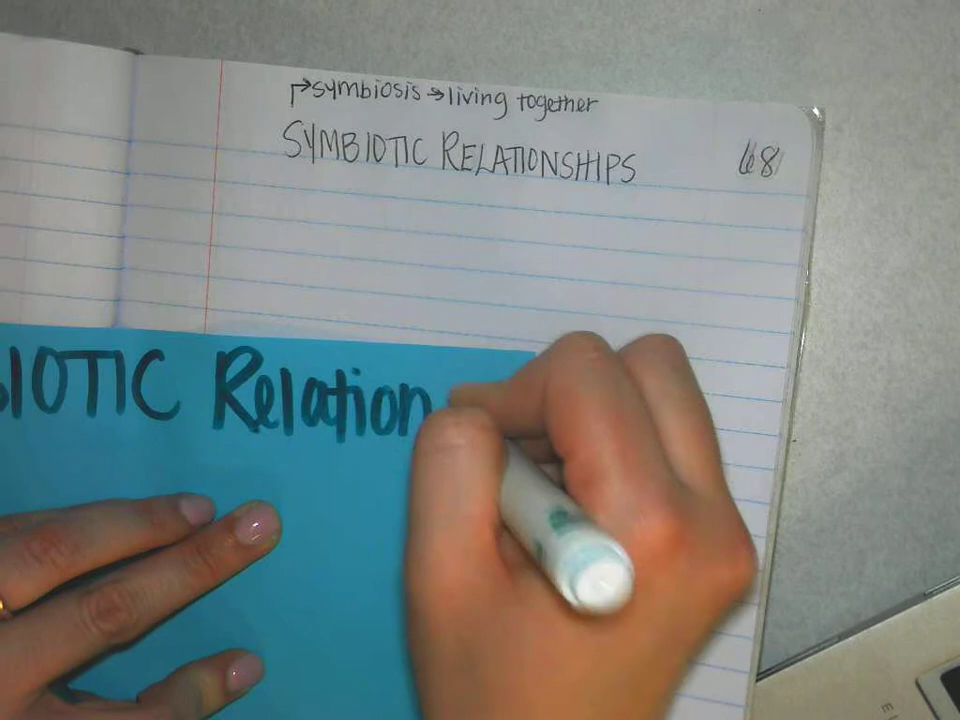 ↱symbiosis → living together
SYMBIOTIC RELATIONSHIPS
68
IOTIC Relation
E